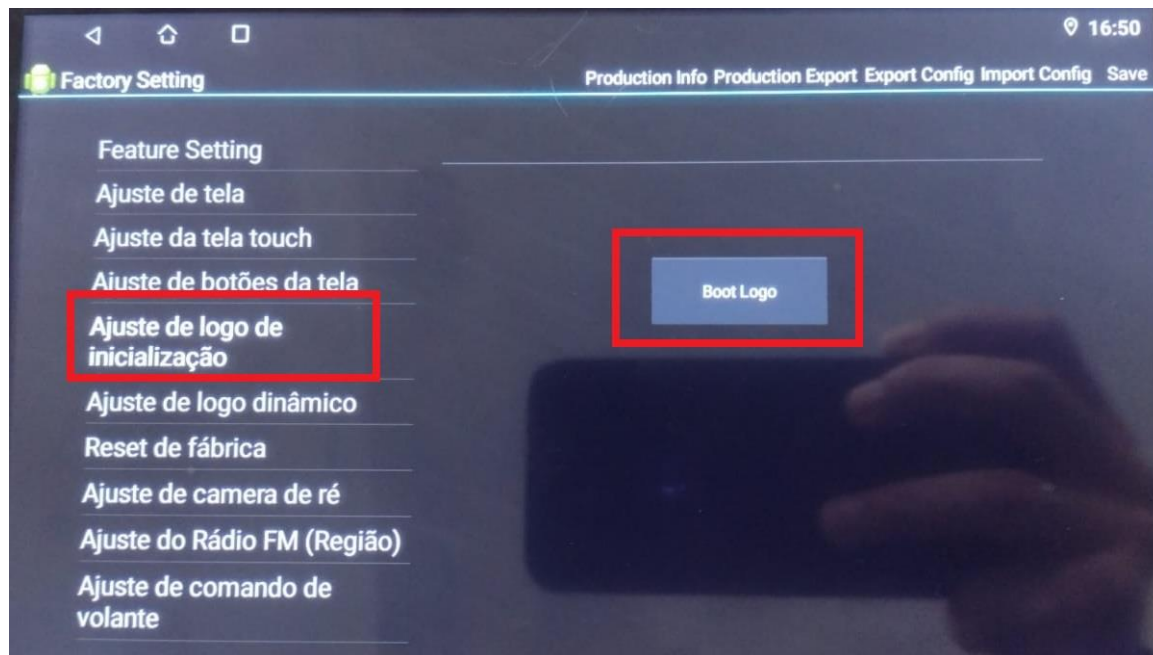 16:50
Factory Setting
Production Info Production Export Export Config Import Config Save
Feature Setting
Ajuste de tela
Ajuste da tela touch
Ajuste de botões da tela
Ajuste de logo de
inicialização
Boot Logo
Ajuste de logo dinâmico
Reset de fábrica
Ajuste de camera de ré
Ajuste do Rádio FM (Região)
Ajuste de comando de
volante